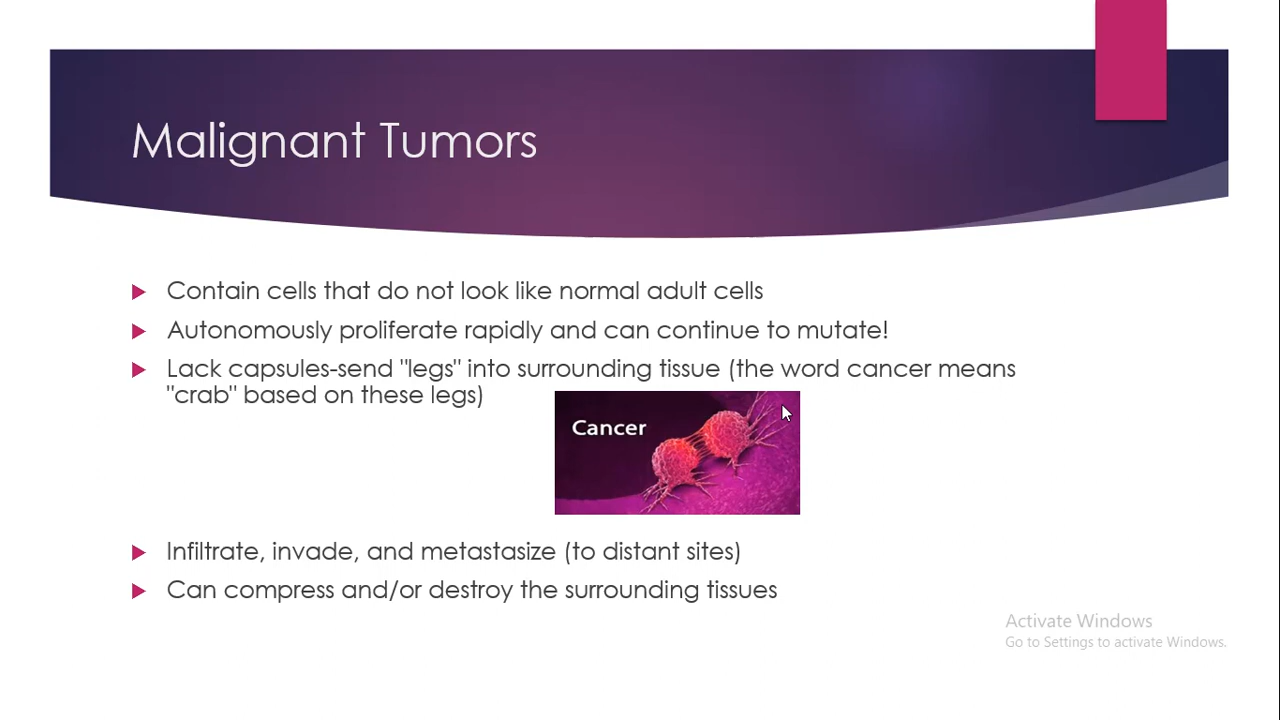 Malignant Tumors
Contain cells that do not look like normal adult cells
Autonomously proliferate rapidly and can continue to mutate!
Lack capsules-send "legs" into surrounding tissue (the word cancer means
"crab" based on these legs)
Cancer
Infiltrate, invade, and metastasize (to distant sites)
Can compress and/or destroy the surrounding tissues
Activate Windows
Go to Settings to activate Windows.